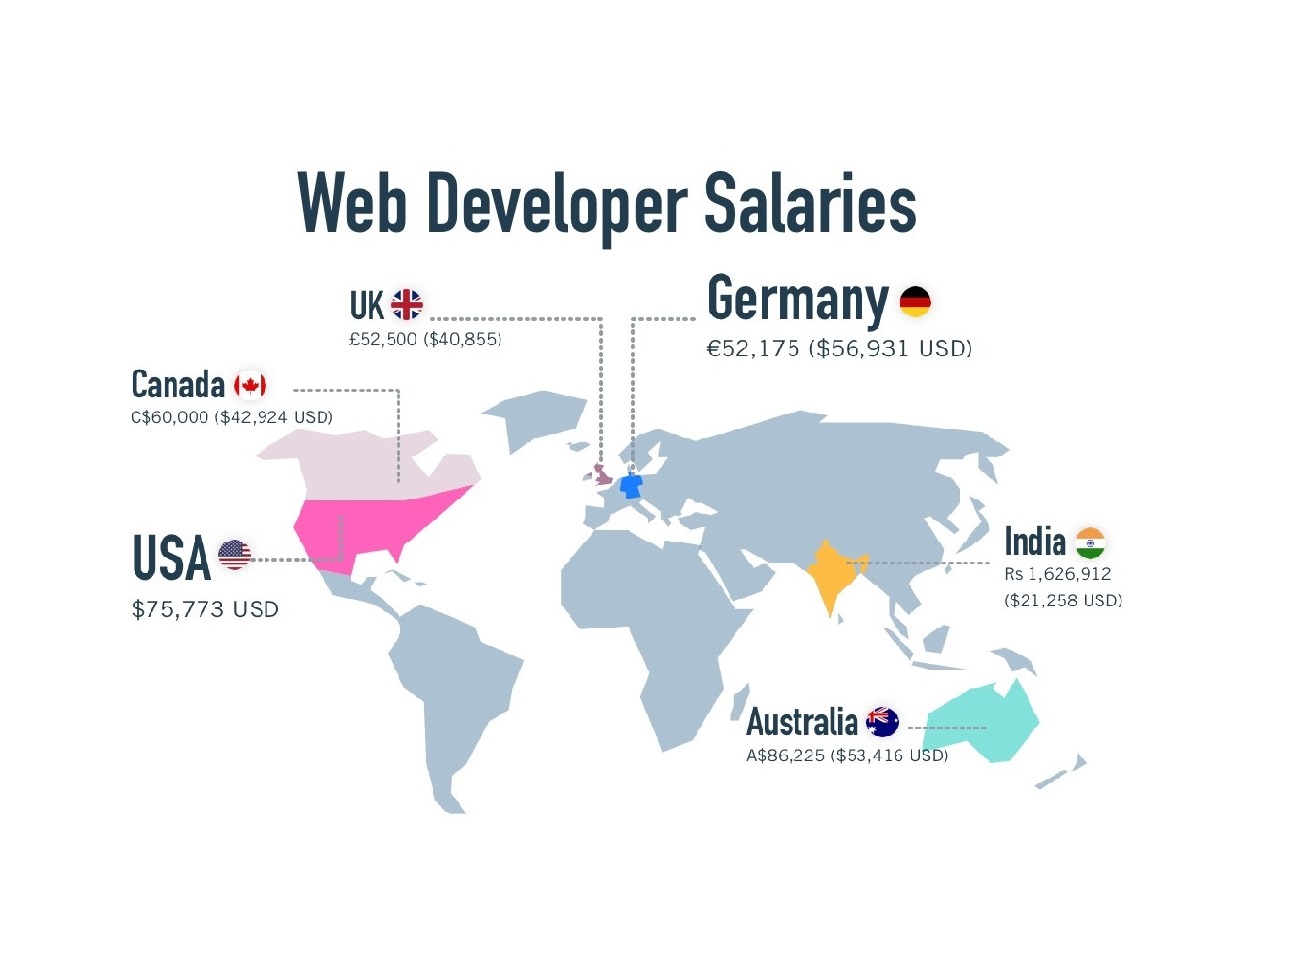 Web Developer Salaries
UK
£52,500 ($40,855)
Germany
€52,175 ($56,931 USD)
Canada
C$60,000 ($42,924 USD)
USA
$75,773 USD
India
Rs 1,626,912
($21,258 USD)
Australia
A$86,225 ($53,416 USD)